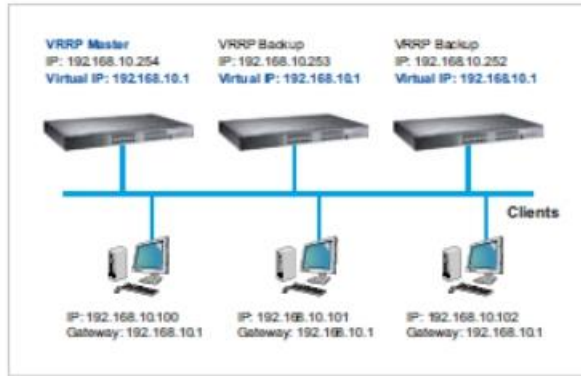 VRRP Master
IP: 192.168.10.254
Virtual IP: 192.168.10.1
VRRP Backup
IP: 192.168.10.253
Virtual IP: 192.168.10.1
VRRP Backup
IP: 192.168.10.252
Virtual IP: 192.168.10.1
Clients
IP: 192.168.10.100
Gateway: 192.168.10.1
IP: 192.168.10.101
Gateway: 192.168.10.1
IP: 192.168.10.102
Gateway: 192.168.10.1